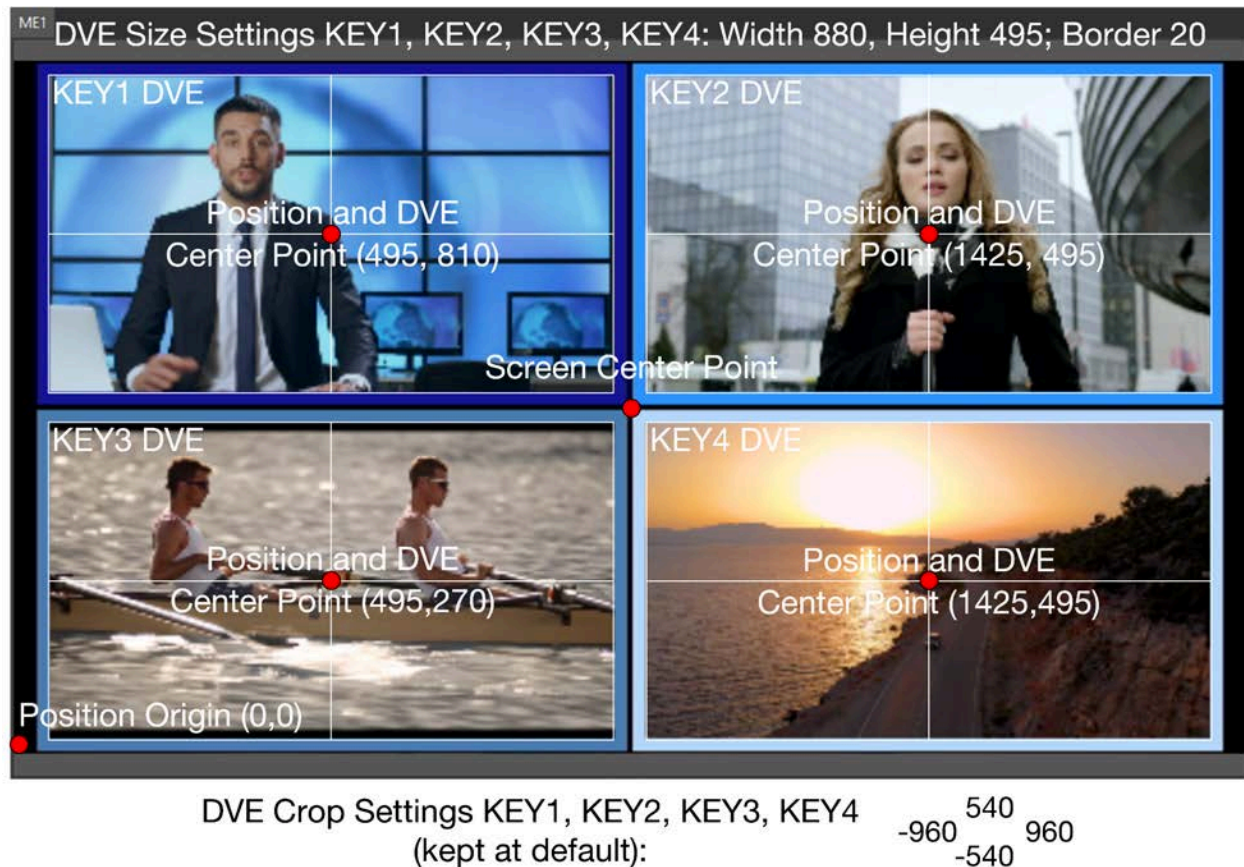 ME1
DVE Size Settings KEY1, KEY2, KEY3, KEY4: Width 880, Height 495; Border 20
KEY1 DVE
Position and DVE
Center Point (495, 810)
KEY2 DVE
Position and DVE
Center Point (1425, 495)
Screen Center Point
KEY3 DVE
Position and DVE
Center Point (495,270)
KEY4 DVE
Position and DVE
Center Point (1425,495)
Position Origin (0,0)
DVE Crop Settings KEY1, KEY2, KEY3, KEY4
(kept at default):
540
-960 960
-540